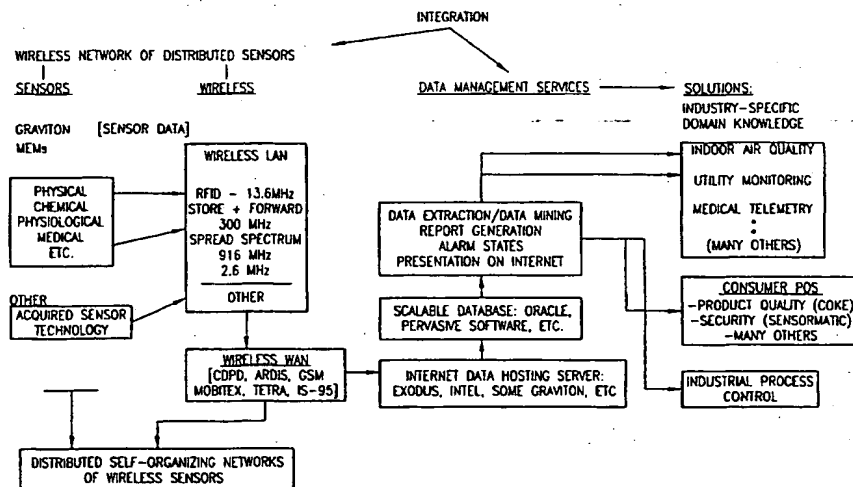 INTEGRATION
WIRELESS NETWORK OF DISTRIBUTED SENSORS
SENSORS
WIRELESS
DATA MANAGEMENT SERVICES
SOLUTIONS:
INDUSTRY-SPECIFIC
DOMAIN KNOWLEDGE
GRAVITON
MEMs
[SENSOR DATA]
PHYSICAL
CHEMICAL
PHYSIOLOGICAL
MEDICAL
ETC.
OTHER
ACQUIRED SENSOR
TECHNOLOGY
WIRELESS LAN
RFID - 13.6MHz
STORE + FORWARD
300 MHz
SPREAD SPECTRUM
916 MHz
2.6 MHz
OTHER
WIRELESS WAN
[CDPD, ARDIS, GSM
MOBITEX, TETRA, IS-95]
DISTRIBUTED SELF-ORGANIZING NETWORKS
OF WIRELESS SENSORS
DATA EXTRACTION/DATA MINING
REPORT GENERATION
ALARM STATES
PRESENTATION ON INTERNET
SCALABLE DATABASE: ORACLE,
PERVASIVE SOFTWARE, ETC.
INTERNET DATA HOSTING SERVER:
EXODUS, INTEL, SOME GRAVITON, ETC
INDOOR AIR QUALITY
UTILITY MONITORING
MEDICAL TELEMETRY
(MANY OTHERS)
CONSUMER POS
-PRODUCT QUALITY (COKE)
-SECURITY (SENSORMATIC)
-MANY OTHERS
INDUSTRIAL PROCESS
CONTROL